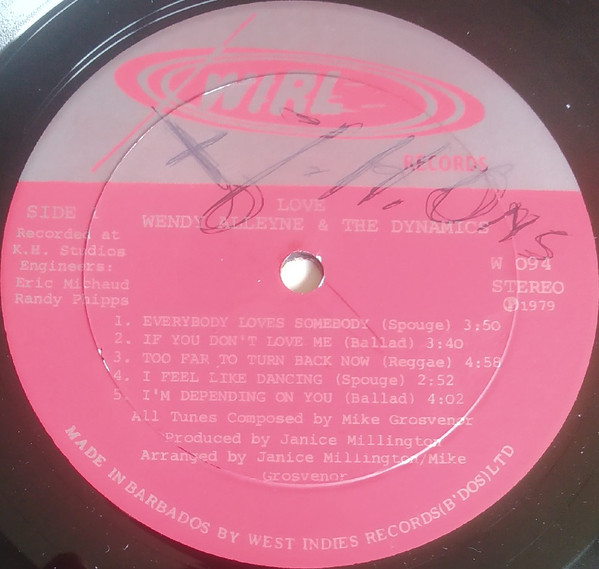 WIRL
RECORDS
LOVE
WENDY ALLEYNE & THE DYNAMICS
SIDE 1
Recorded at
K.H. Studios
Engineers:
Eric Michaud
Randy Phipps
W 094
STEREO
℗1979
1. EVERYBODY LOVES SOMEBODY (Spouge) 3:50
2. IF YOU DON'T LOVE ME (Ballad) 3:40
3. TOO FAR TO TURN BACK NOW (Reggae) 4:58
4. I FEEL LIKE DANCING (Spouge) 2:52
5. I'M DEPENDING ON YOU (Ballad) 4:02
All Tunes Composed by Mike Grosvenor
Produced by Janice Millington
Arranged by Janice Millington/Mike
Grosvenor
MADE IN BARBADOS BY WEST INDIES RECORDS(B'DOS)LTD